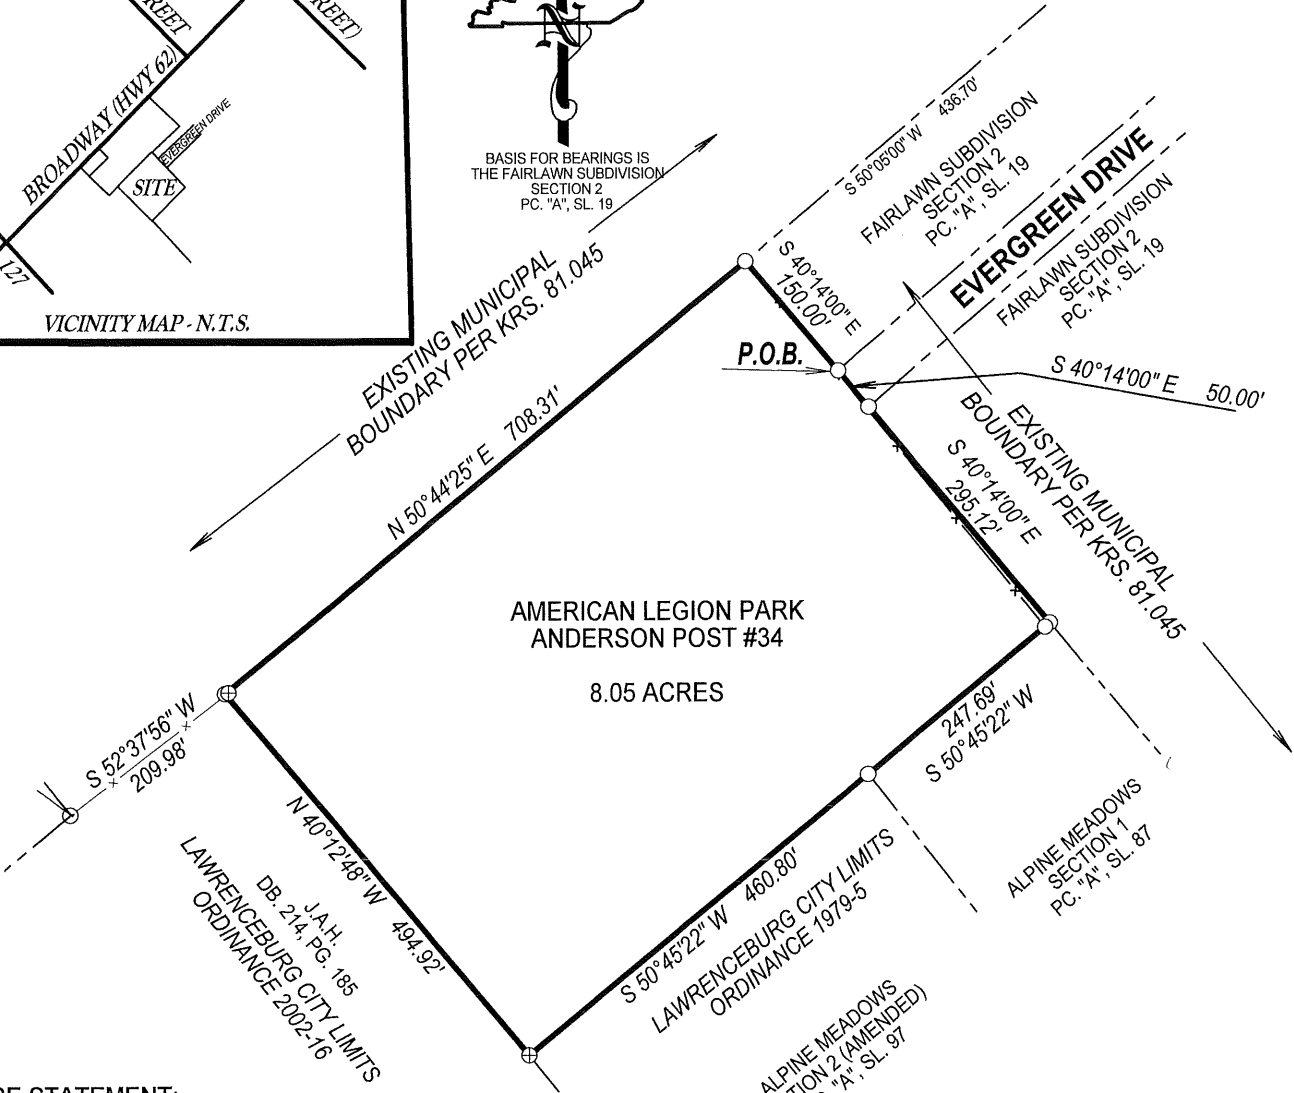 REET
REET)
BROADWAY (HWY 62)
EVERGREEN DRIVE
SITE
127
VICINITY MAP - N.T.S.
N
BASIS FOR BEARINGS IS
THE FAIRLAWN SUBDIVISION
SECTION 2
PC. "A", SL. 19
S 50°05'00" W 436.70'
FAIRLAWN SUBDIVISION
SECTION 2
PC. "A", SL. 19
EVERGREEN DRIVE
FAIRLAWN SUBDIVISION
SECTION 2
PC. "A", SL. 19
EXISTING MUNICIPAL
BOUNDARY PER KRS. 81.045
S 40°14'00" E
150.00'
P.O.B.
S 40°14'00" E 50.00'
N 50°44'25" E 708.31'
EXISTING MUNICIPAL
BOUNDARY PER KRS. 81.045
S 40°14'00" E
295.12'
AMERICAN LEGION PARK
ANDERSON POST #34
8.05 ACRES
S 52°37'56" W
209.98'
247.69'
S 50°45'22" W
N 40°12'48" W 494.92'
J.A.H.
DB. 214, PG. 185
LAWRENCEBURG CITY LIMITS
ORDINANCE 2002-16
S 50°45'22" W 460.80'
LAWRENCEBURG CITY LIMITS
ORDINANCE 1979-5
ALPINE MEADOWS
SECTION 1
PC. "A", SL. 87
ALPINE MEADOWS
TION 2 (AMENDED)
"A", SL. 97
STATEMENT: